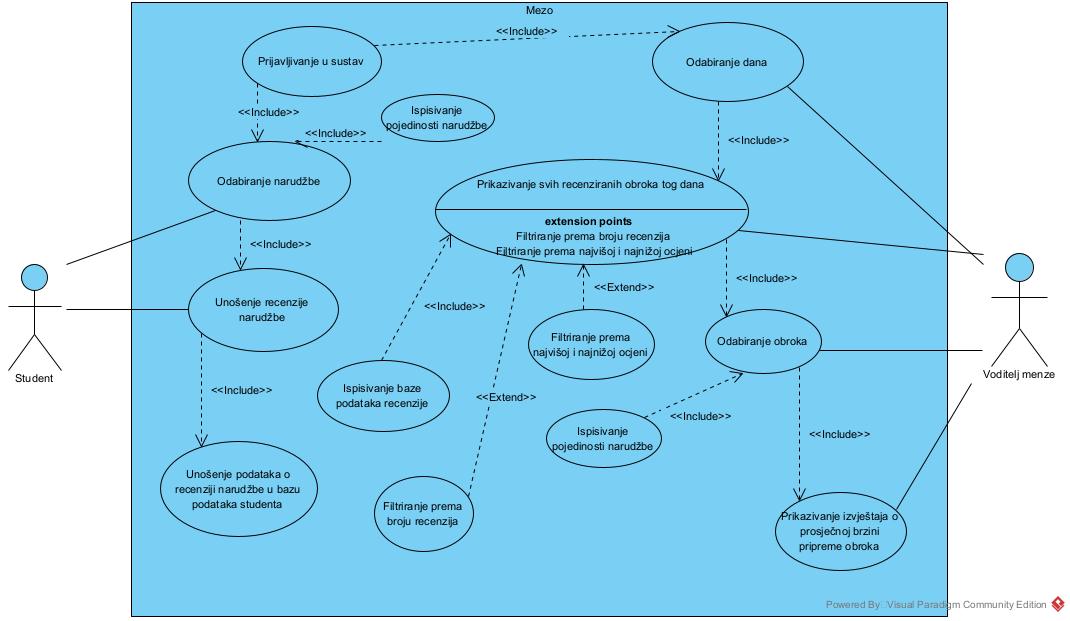 Mezo
<<Include>>
Prijavljivanje u sustav
Odabiranje dana
<<Include>>
Ispisivanje
pojedinosti narudžbe
<<Include>>
<<Include>>
Odabiranje narudžbe
Prikazivanje svih recenziranih obroka tog dana
extension points
Filtriranje prema broju recenzija
Filtriranje prema najvišoj i najnižoj ocjeni
<<Include>>
<<Include>>
<<Extend>>
<<Include>>
Unošenje recenzije
narudžbe
Filtriranje prema
najvišoj i najnižoj ocjeni
Odabiranje obroka
Student
Voditelj menze
<<Include>>
Ispisivanje baze
podataka recenzije
<<Extend>>
<<Include>>
Ispisivanje
pojedinosti narudžbe
<<Include>>
Unošenje podataka o
recenziji narudžbe u bazu
podataka studenta
Filtriranje prema
broju recenzija
Prikazivanje izvještaja o
prosječnoj brzini
pripreme obroka
Powered By Visual Paradigm Community Edition